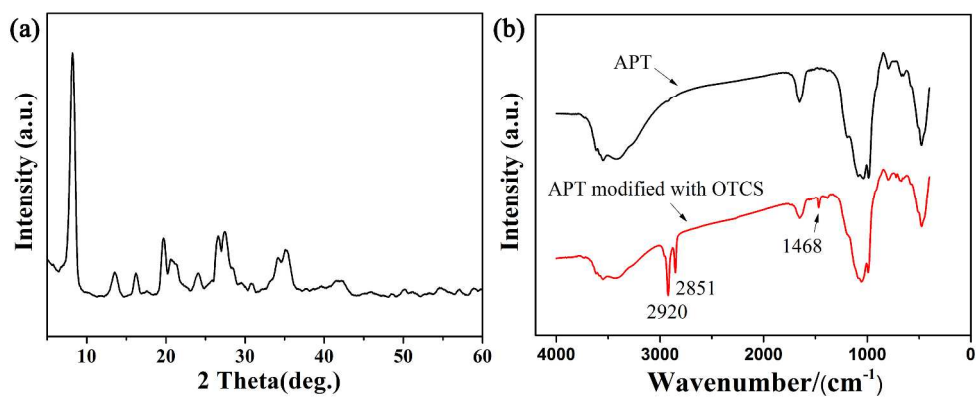 (a)
Intensity (a.u.)
10 20 30 40 50 60
2 Theta(deg.)
(b)
Intensity (a.u.)
APT
APT modified with OTCS
1468
2851
2920
4000 3000 2000 1000 0
Wavenumber/(cm⁻¹)